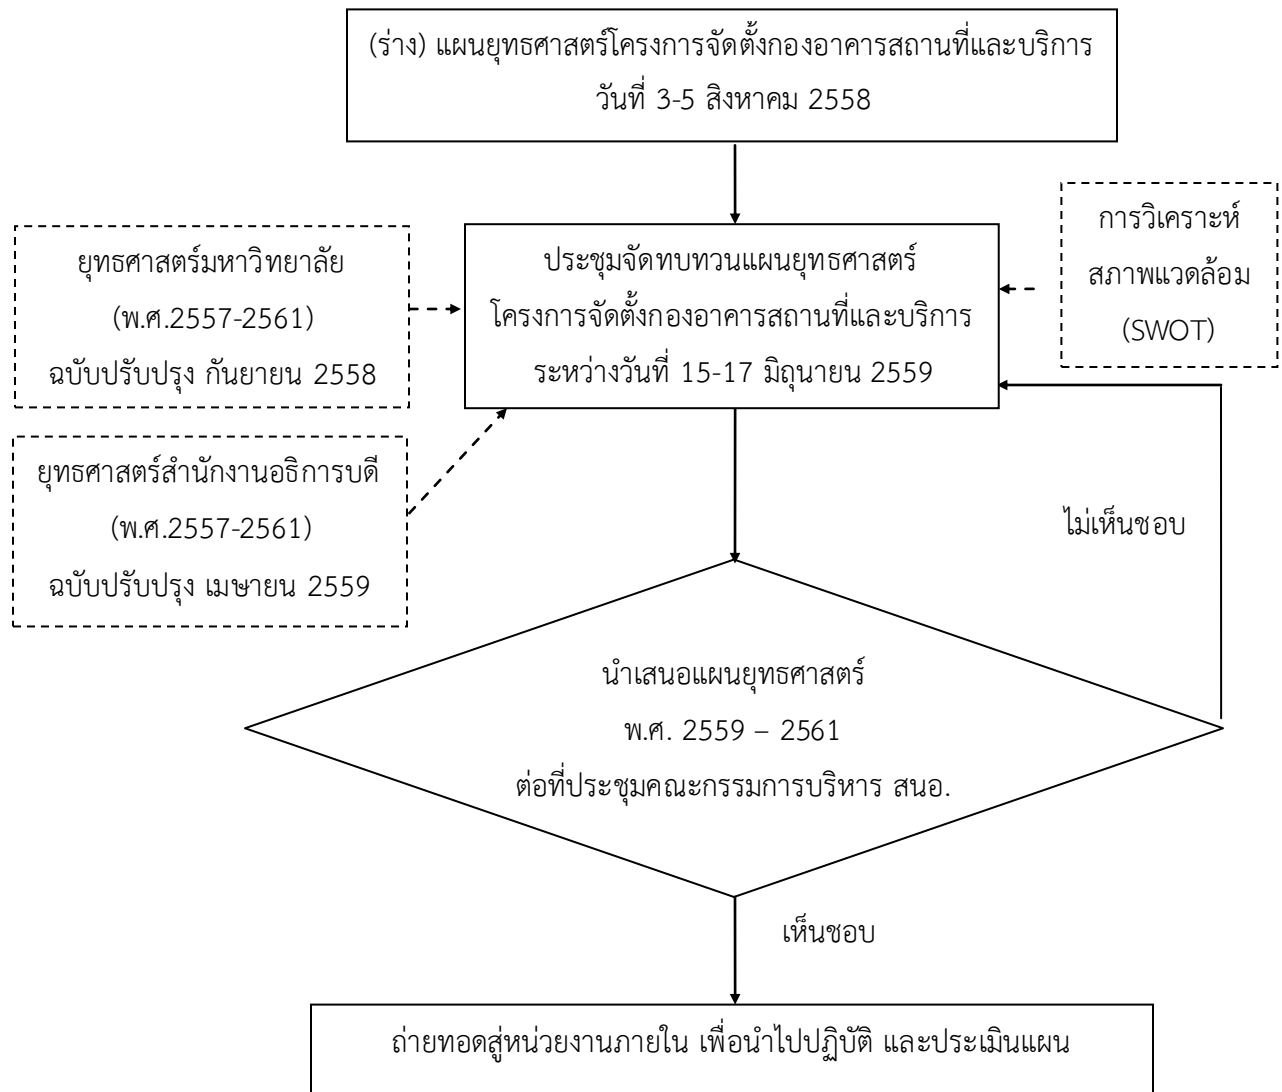 (ร่าง) แผนยุทธศาสตร์โครงการจัดตั้งกองอาคารสถานที่และบริการ
วันที่ 3-5 สิงหาคม 2558
ยุทธศาสตร์มหาวิทยาลัย
(พ.ศ.2557-2561)
ฉบับปรับปรุง กันยายน 2558
ประชุมจัดทบทวนแผนยุทธศาสตร์
โครงการจัดตั้งกองอาคารสถานที่และบริการ
ระหว่างวันที่ 15-17 มิถุนายน 2559
การวิเคราะห์
สภาพแวดล้อม
(SWOT)
ยุทธศาสตร์สำนักงานอธิการบดี
(พ.ศ.2557-2561)
ฉบับปรับปรุง เมษายน 2559
ไม่เห็นชอบ
นำเสนอแผนยุทธศาสตร์
พ.ศ. 2559 – 2561
ต่อที่ประชุมคณะกรรมการบริหาร สนอ.
เห็นชอบ
ถ่ายทอดสู่หน่วยงานภายใน เพื่อนำไปปฏิบัติ และประเมินแผน